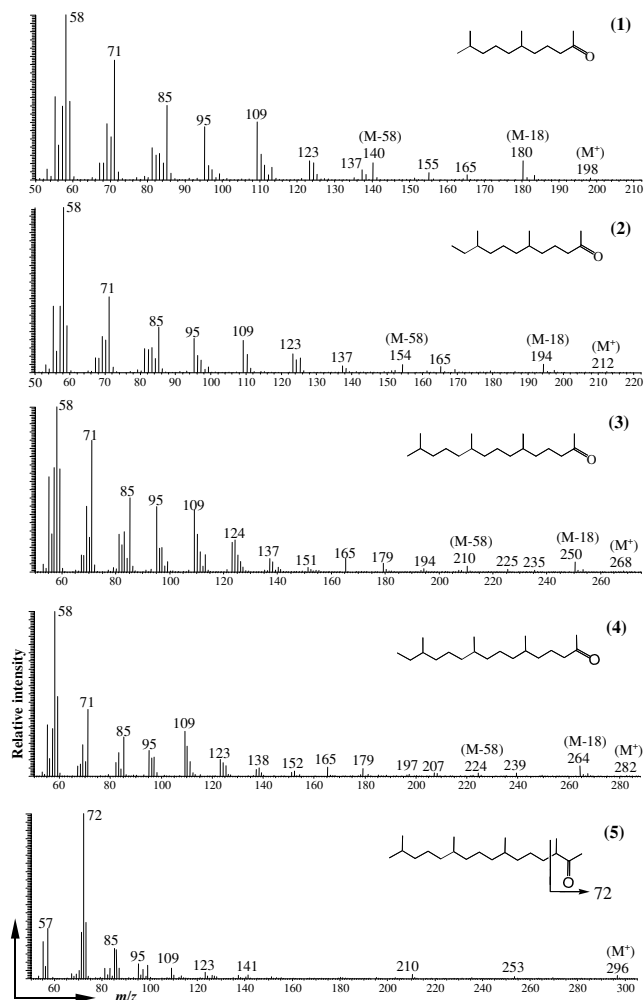 58
(1)
71
O
85
109
95
(M-58)
(M-18)
123
140
180
(M+)
137
155
165
198
50 60 70 80 90 100 110 120 130 140 150 160 170 180 190 200 210
58
(2)
71
O
85
95
109
(M-58)
(M-18)
123
(M+)
137
154
165
194
212
50 60 70 80 90 100 110 120 130 140 150 160 170 180 190 200 210 220
58
(3)
71
O
85
95
109
124
(M-58)
(M-18)
137
165
(M+)
151
179
194
210
225
235
250
268
60 80 100 120 140 160 180 200 220 240 260
58
(4)
O
71
109
85
(M-58)
(M-18)
95
123
(M+)
138
152
165
179
197
207
224
239
264
282
60 80 100 120 140 160 180 200 220 240 260 280
Relative intensity
72
(5)
O
72
57
85
95
109
(M+)
123
141
210
253
296
60 80 100 120 140 160 180 200 220 240 260 280 300
m/z